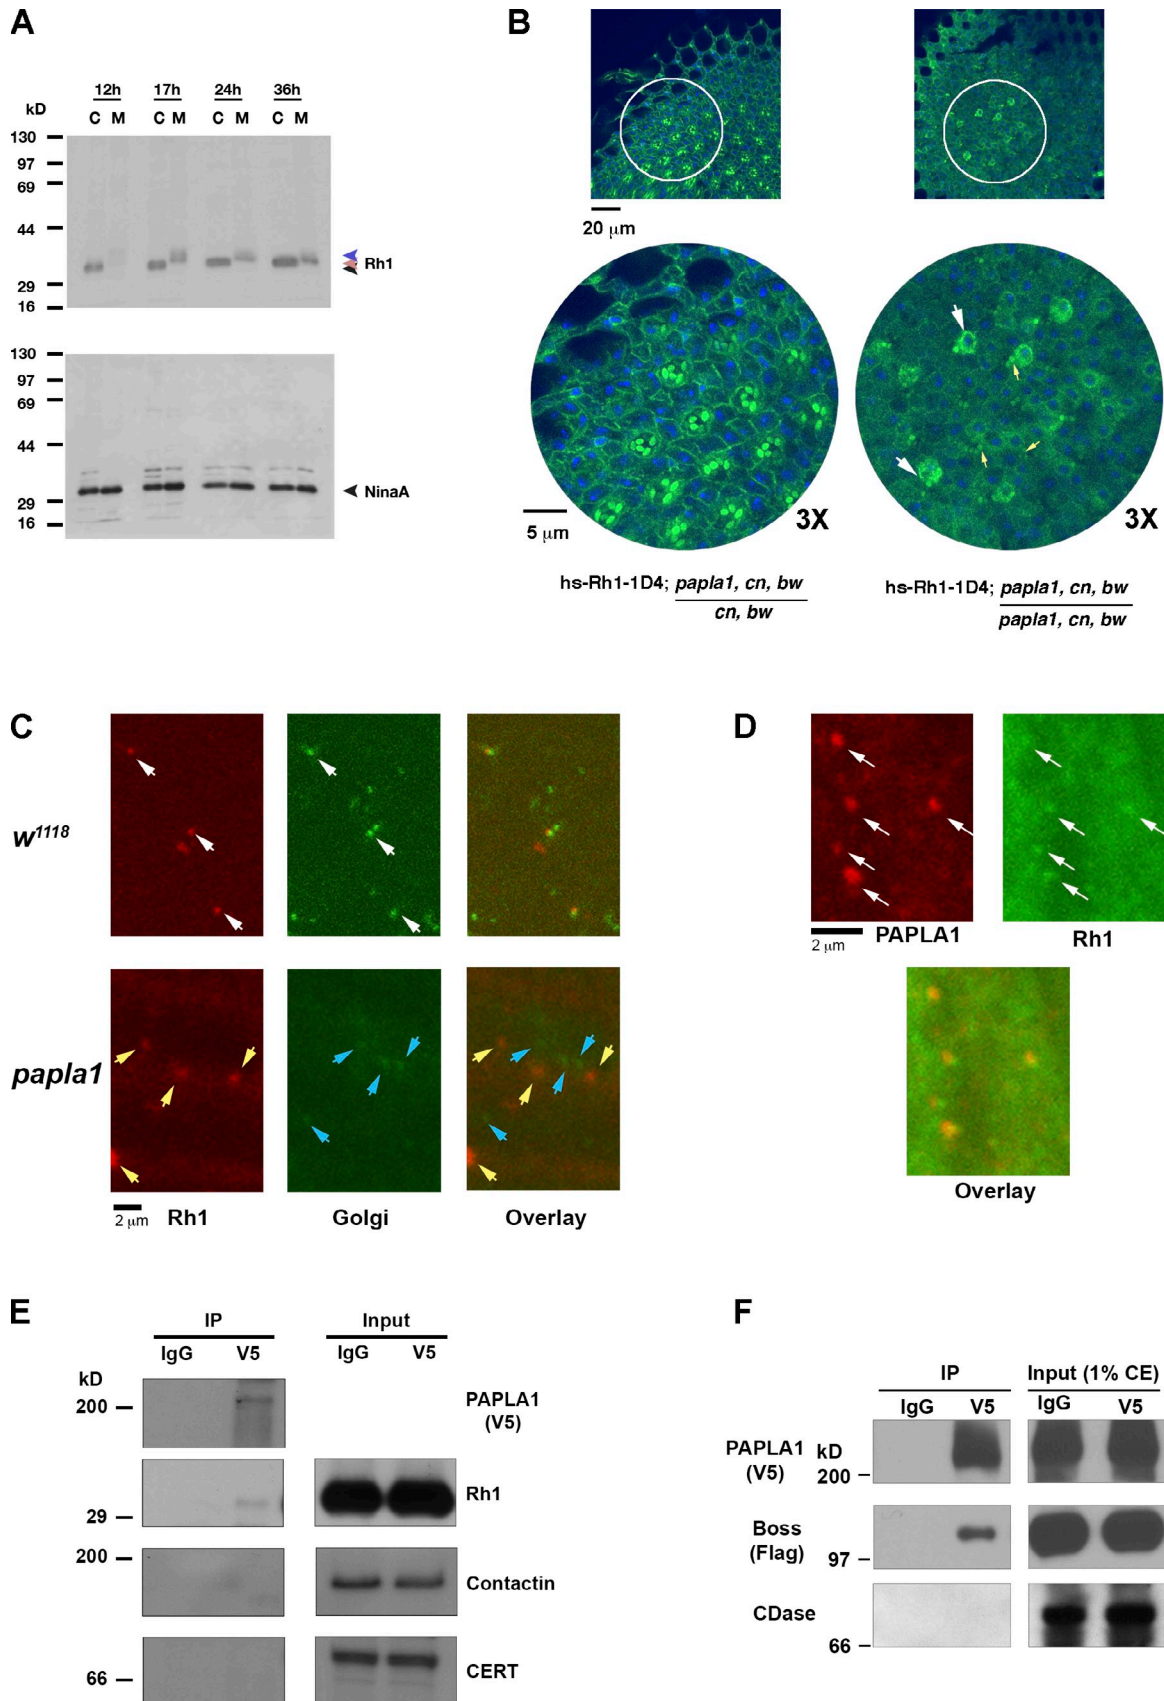 A
12h 17h 24h 36h
kD
C M C M C M C M
130
97
69
44
Rh1
29
16
130
97
69
44
NinaA
29
16
B
20 μm
3X
3X
5 μm
hs-Rh1-1D4; papla1, cn, bw
cn, bw
hs-Rh1-1D4; papla1, cn, bw
papla1, cn, bw
C
w1118
papla1
2 μm
Rh1
Golgi
Overlay
D
2 μm
PAPLA1
Rh1
Overlay
E
IP
Input
IgG V5
IgG V5
kD
200
PAPLA1
(V5)
29
Rh1
200
Contactin
66
CERT
F
IP
Input (1% CE)
IgG V5
IgG V5
PAPLA1
(V5)
kD
200
Boss
(Flag)
97
CDase
66